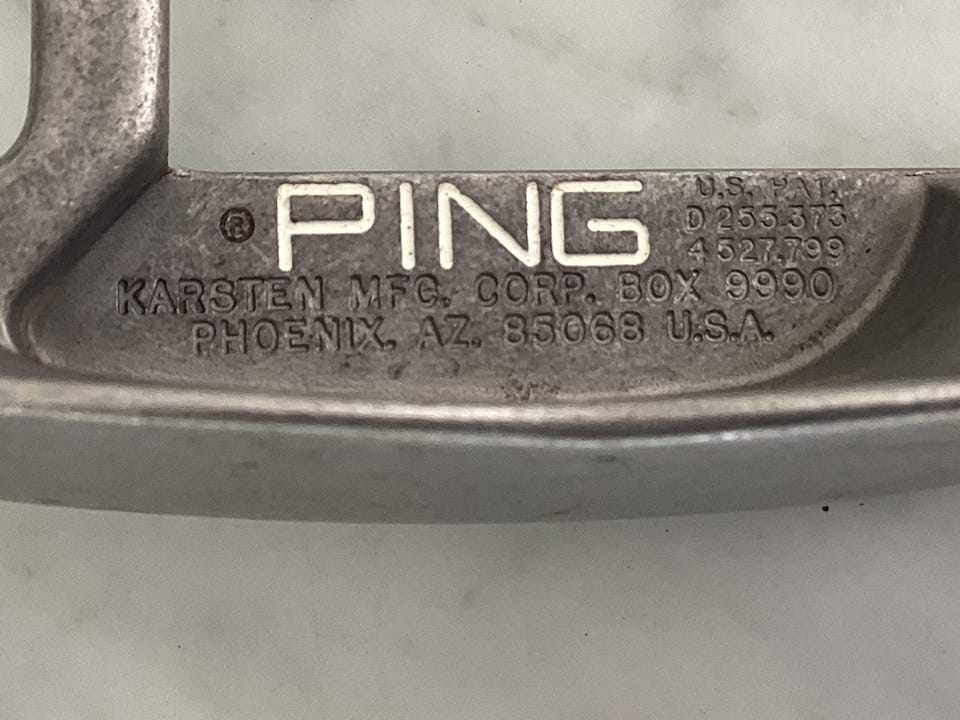 ® PING
U.S. PAT.
D 255.373
4 527.799
KARSTEN MFG. CORP. BOX 9990
PHOENIX. AZ. 85068 U.S.A.